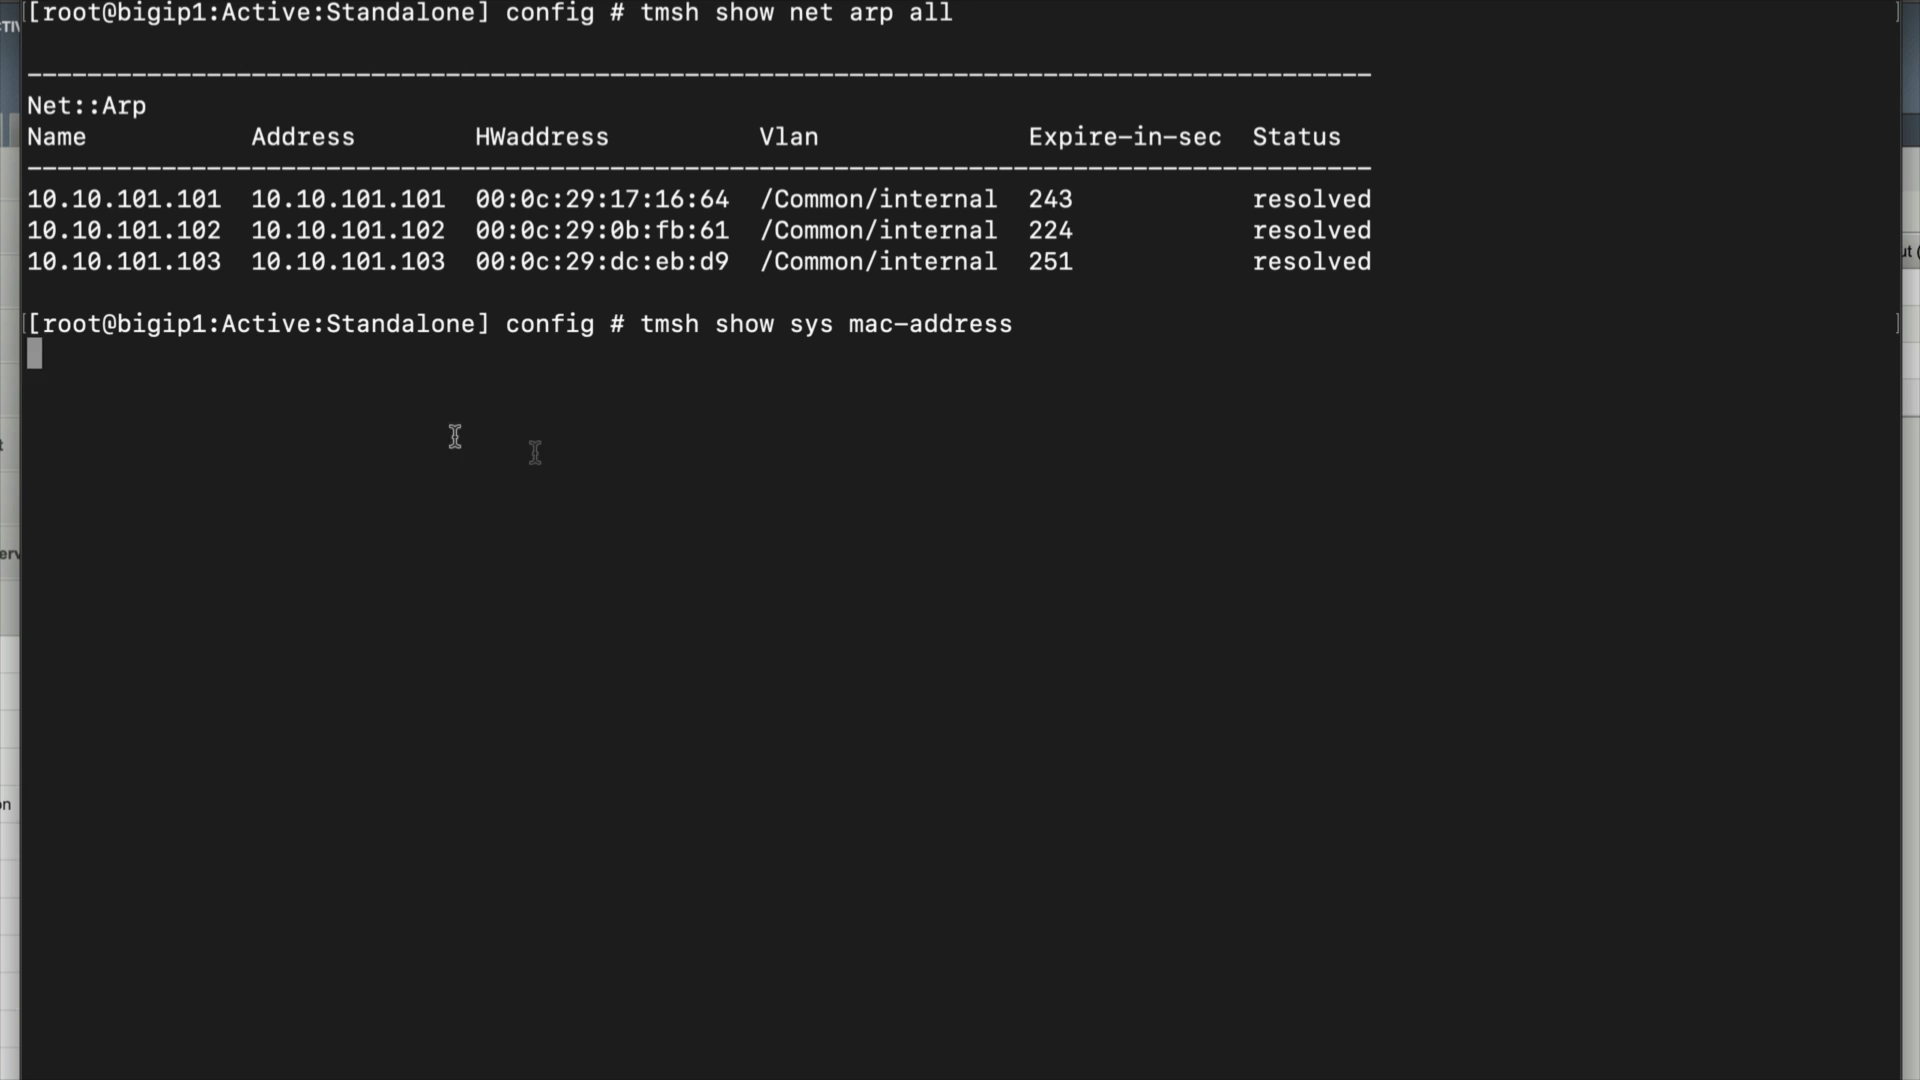 [root@bigip1:Active:Standalone] config # tmsh show net arp all
--------------------------------------------------------------------------------
Net::Arp
Name Address HWaddress Vlan Expire-in-sec Status
--------------------------------------------------------------------------------
10.10.101.101 10.10.101.101 00:0c:29:17:16:64 /Common/internal 243 resolved
10.10.101.102 10.10.101.102 00:0c:29:0b:fb:61 /Common/internal 224 resolved
10.10.101.103 10.10.101.103 00:0c:29:dc:eb:d9 /Common/internal 251 resolved
[root@bigip1:Active:Standalone] config # tmsh show sys mac-address